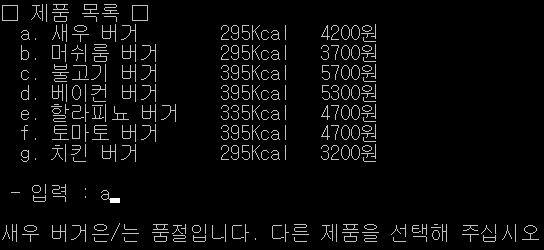 □ 제품 목록 □
a. 새우 버거 295Kcal 4200원
b. 머쉬룸 버거 295Kcal 3700원
c. 불고기 버거 395Kcal 5700원
d. 베이컨 버거 395Kcal 5300원
e. 할라피뇨 버거 335Kcal 4700원
f. 토마토 버거 395Kcal 4700원
g. 치킨 버거 295Kcal 3200원
- 입력 : a
새우 버거은/는 품절입니다. 다른 제품을 선택해 주십시오